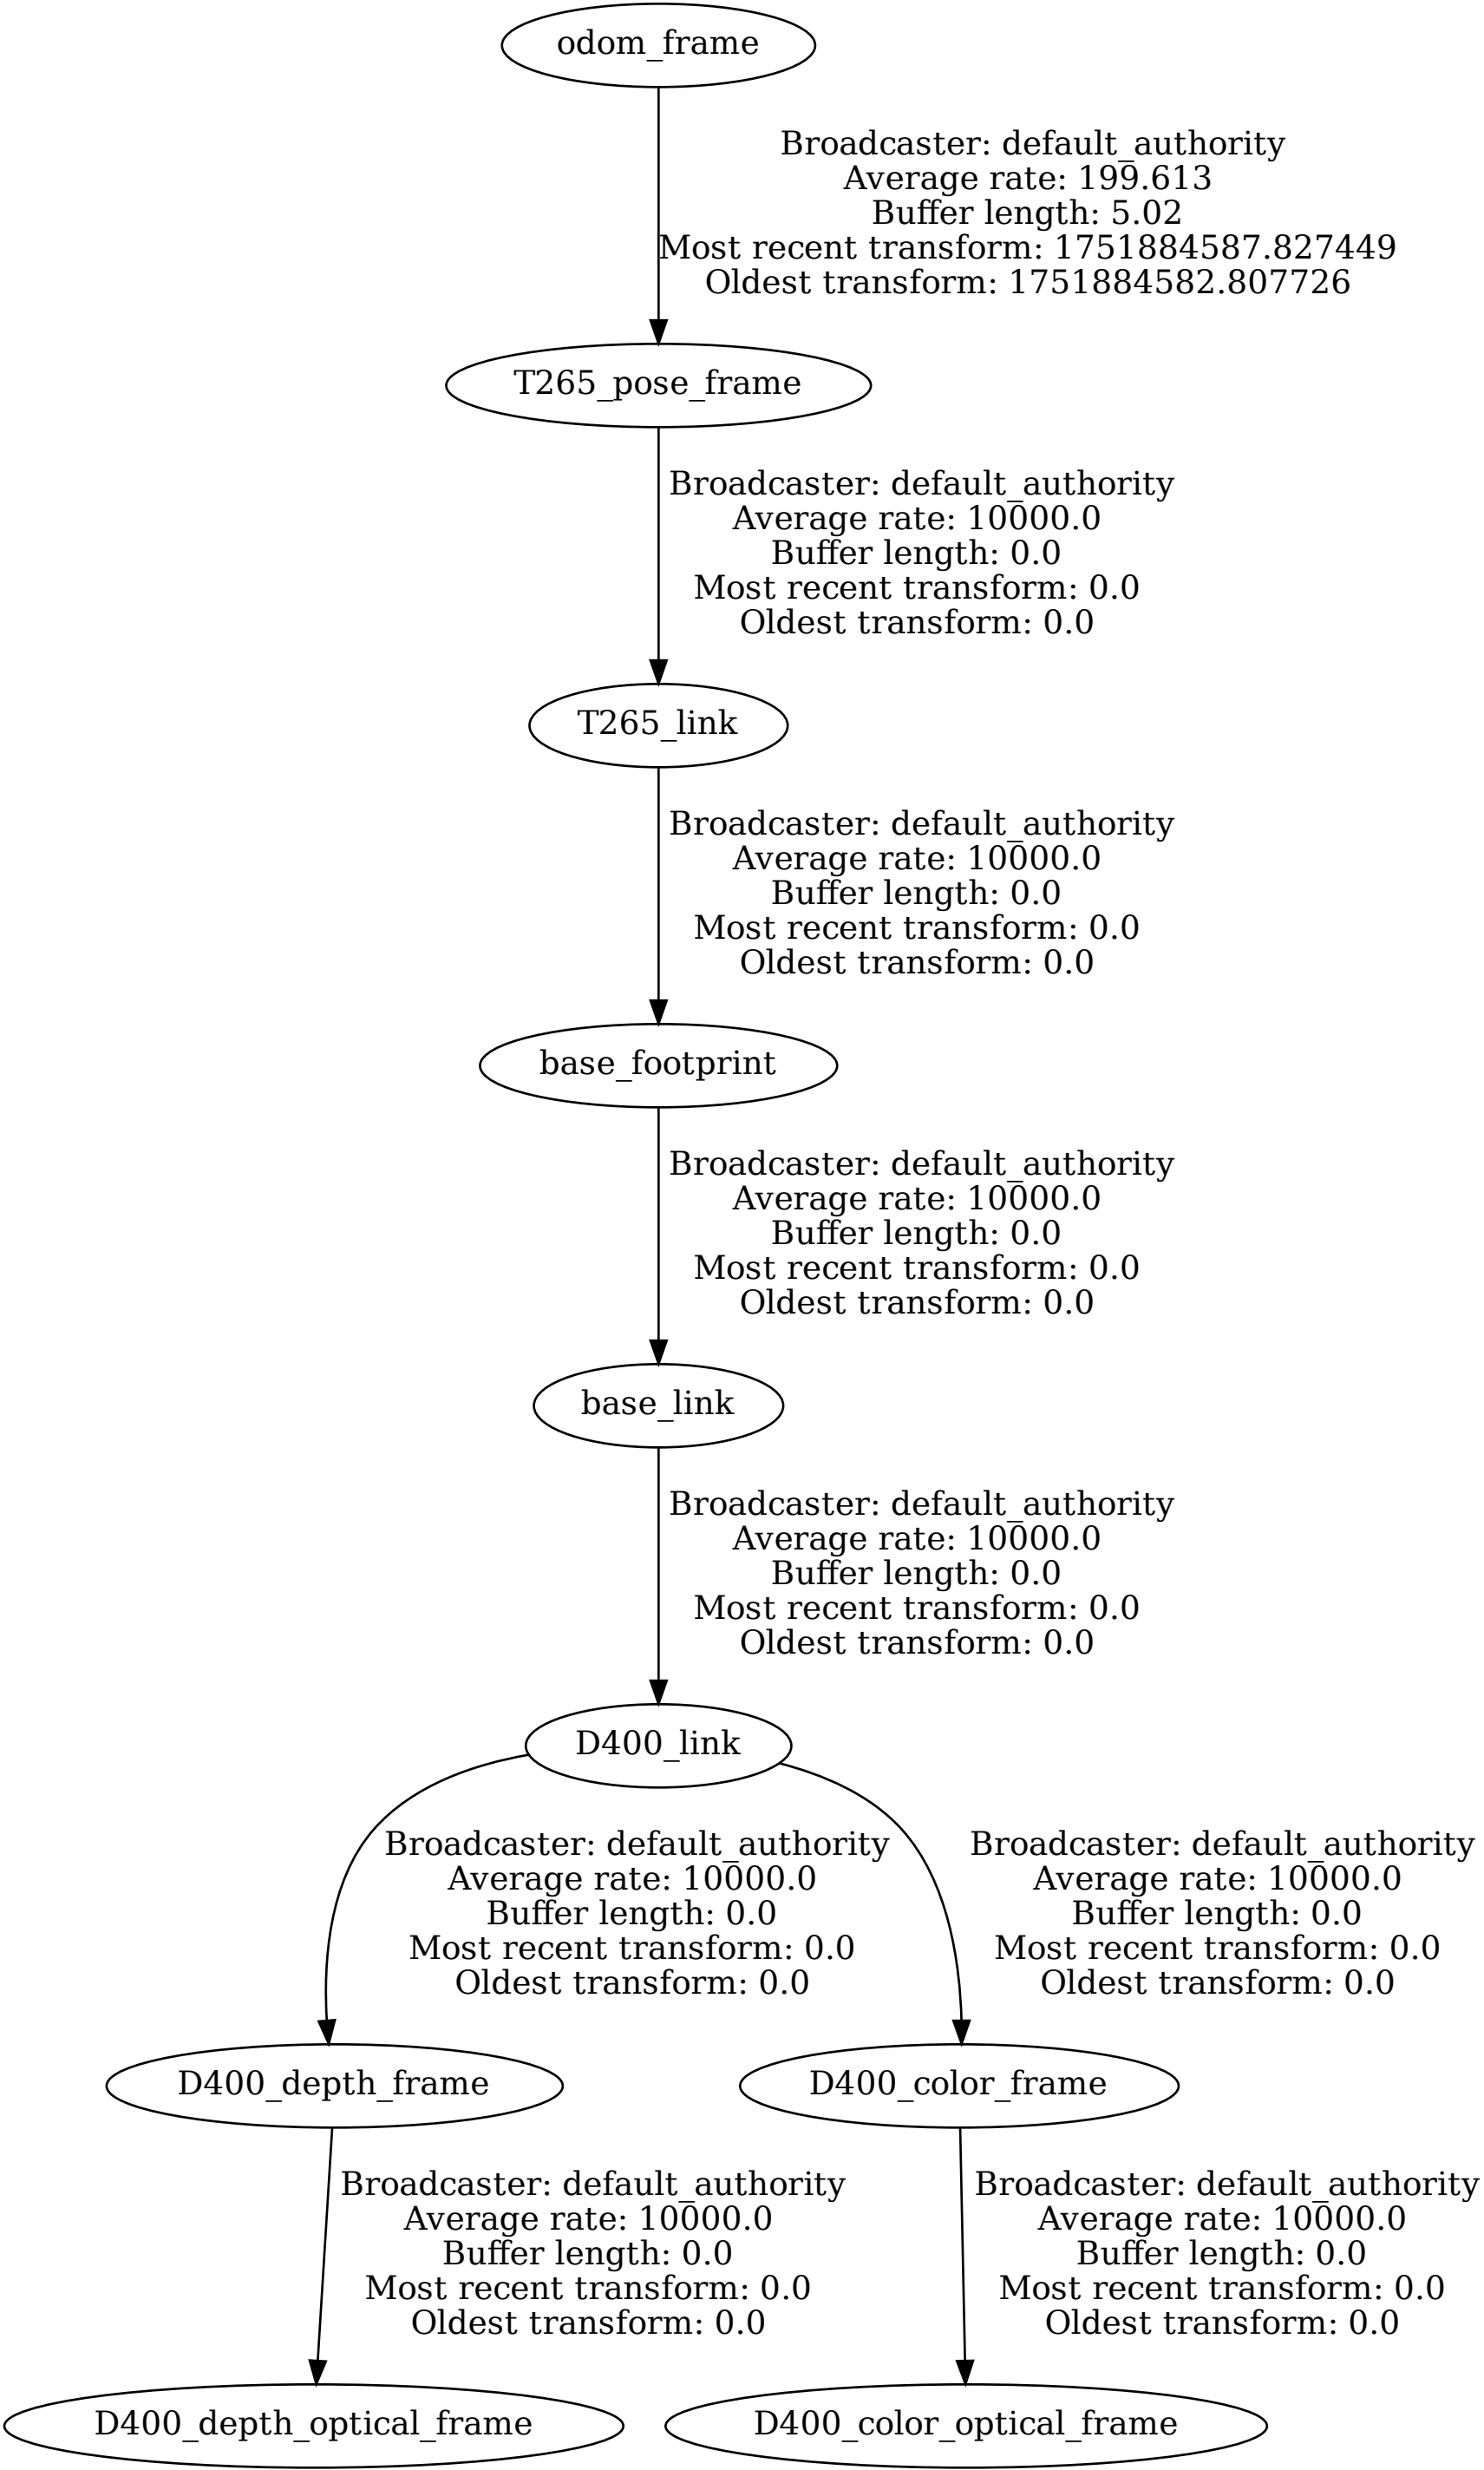 odom_frame
Broadcaster: default_authority
Average rate: 199.613
Buffer length: 5.02
Most recent transform: 1751884587.827449
Oldest transform: 1751884582.807726
T265_pose_frame
Broadcaster: default_authority
Average rate: 10000.0
Buffer length: 0.0
Most recent transform: 0.0
Oldest transform: 0.0
T265_link
Broadcaster: default_authority
Average rate: 10000.0
Buffer length: 0.0
Most recent transform: 0.0
Oldest transform: 0.0
base_footprint
Broadcaster: default_authority
Average rate: 10000.0
Buffer length: 0.0
Most recent transform: 0.0
Oldest transform: 0.0
base_link
Broadcaster: default_authority
Average rate: 10000.0
Buffer length: 0.0
Most recent transform: 0.0
Oldest transform: 0.0
D400_link
Broadcaster: default_authority
Average rate: 10000.0
Buffer length: 0.0
Most recent transform: 0.0
Oldest transform: 0.0
Broadcaster: default_authority
Average rate: 10000.0
Buffer length: 0.0
Most recent transform: 0.0
Oldest transform: 0.0
D400_depth_frame
D400_color_frame
Broadcaster: default_authority
Average rate: 10000.0
Buffer length: 0.0
Most recent transform: 0.0
Oldest transform: 0.0
Broadcaster: default_authority
Average rate: 10000.0
Buffer length: 0.0
Most recent transform: 0.0
Oldest transform: 0.0
D400_depth_optical_frame
D400_color_optical_frame